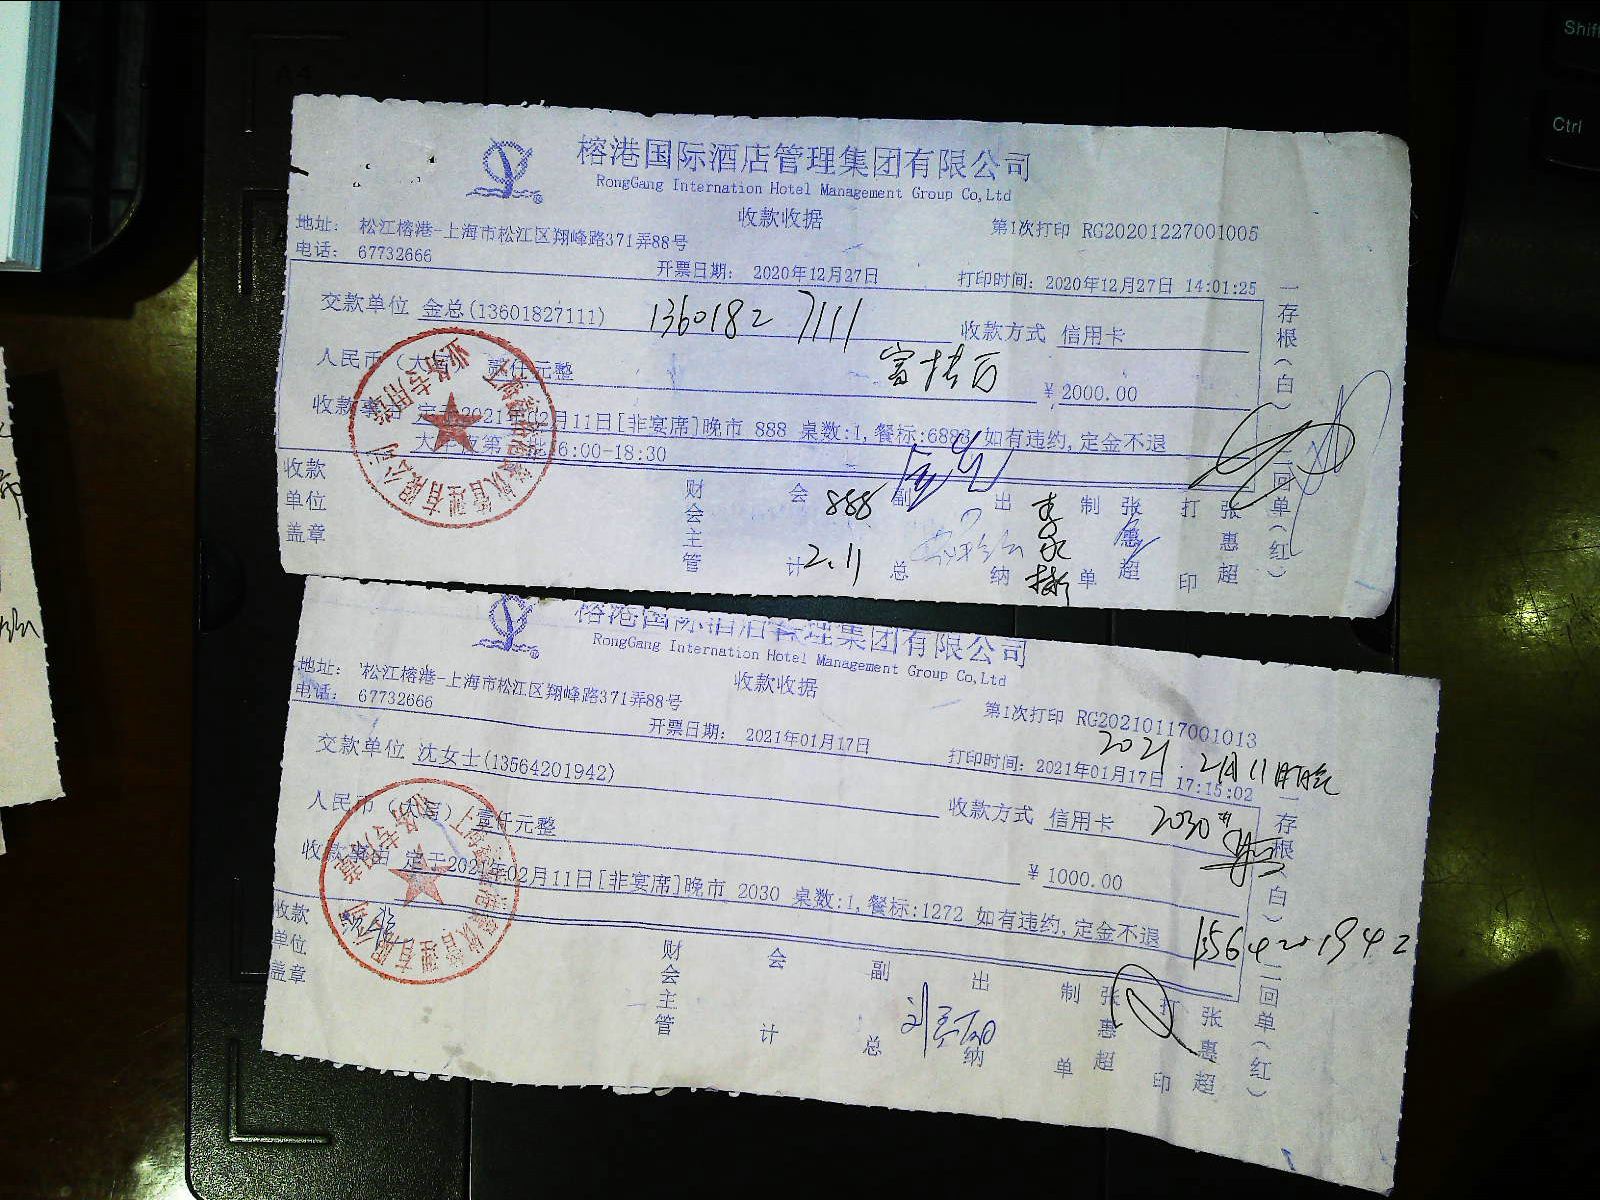 榕港国际酒店管理集团有限公司
RongGang Internation Hotel Management Group Co,Ltd
收款收据
第1次打印 RG20201227001005
地址: 松江榕港-上海市松江区翔峰路371弄88号
电话: 67732666
开票日期: 2020年12月27日
打印时间: 2020年12月27日 14:01:25
交款单位 金总(13601827111) 13601827111
收款方式 信用卡
人民币(大写) 贰仟元整
¥ 2000.00
收款事由 定于2021年02月11日[非宴席]晚市 888 桌数:1,餐标:6888 如有违约,定金不退
6:00-18:30
收款单位盖章
财会主管
会计
888
2.11
副总
出纳
制单 张惠超
打印 张惠超
一存根(白)
二回单(红)
榕港国际酒店管理集团有限公司
RongGang Internation Hotel Management Group Co,Ltd
收款收据
第1次打印 RG20210117001013
地址: 松江榕港-上海市松江区翔峰路371弄88号
电话: 67732666
开票日期: 2021年01月17日
打印时间: 2021年01月17日 17:15:02
2021
2月11日
交款单位 沈女士(13564201942)
收款方式 信用卡
2030
人民币(大写) 壹仟元整
¥ 1000.00
收款事由 定于2021年02月11日[非宴席]晚市 2030 桌数:1,餐标:1272 如有违约,定金不退
13564201942
收款单位盖章
财会主管
会计
副总
出纳
制单 张惠超
打印 张惠超
一存根(白)
二回单(红)
A4
Shift
Ctrl